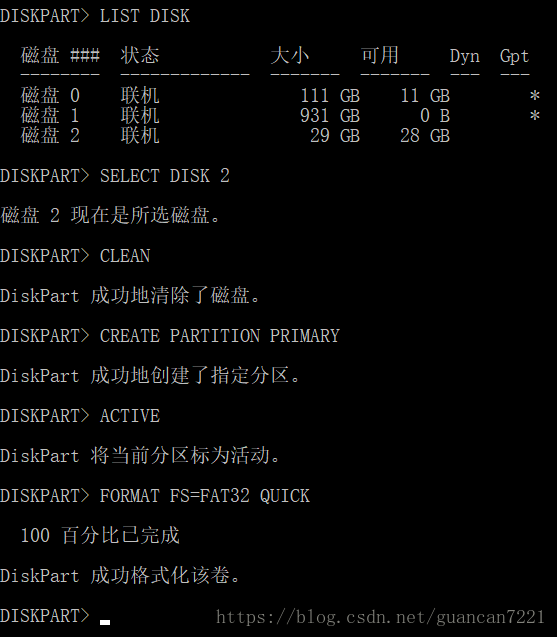 DISKPART> LIST DISK
磁盘 ###  状态           大小     可用     Dyn  Gpt
--------  -------------  -------  -------  ---  ---
磁盘 0    联机              111 GB    11 GB        *
磁盘 1    联机              931 GB      0 B        *
磁盘 2    联机               29 GB    28 GB
DISKPART> SELECT DISK 2
磁盘 2 现在是所选磁盘。
DISKPART> CLEAN
DiskPart 成功地清除了磁盘。
DISKPART> CREATE PARTITION PRIMARY
DiskPart 成功地创建了指定分区。
DISKPART> ACTIVE
DiskPart 将当前分区标为活动。
DISKPART> FORMAT FS=FAT32 QUICK
100 百分比已完成
DiskPart 成功格式化该卷。
DISKPART>
https://blog.csdn.net/guancan7221